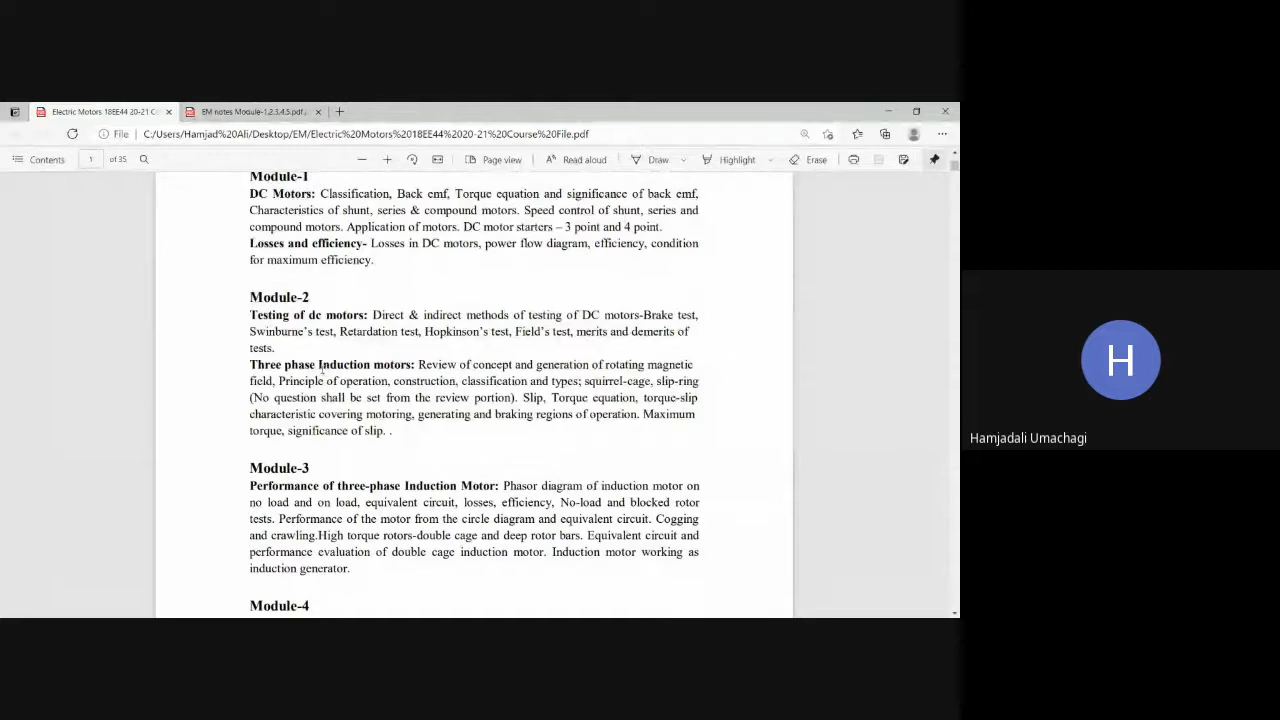 Electric Motors 18EE44 20-21 C
EM notes Module-1,2,3,4,5.pdf
File
C:/Users/Hamjad%20Ali/Desktop/EM/Electric%20Motors%2018EE44%2020-21%20Course%20File.pdf
Contents
1
of 35
Page view
Read aloud
Draw
Highlight
Erase
Module-1
DC Motors: Classification, Back emf, Torque equation and significance of back emf,
Characteristics of shunt, series & compound motors. Speed control of shunt, series and
compound motors. Application of motors. DC motor starters – 3 point and 4 point.
Losses and efficiency- Losses in DC motors, power flow diagram, efficiency, condition
for maximum efficiency.
Module-2
Testing of dc motors: Direct & indirect methods of testing of DC motors-Brake test,
Swinburne's test, Retardation test, Hopkinson's test, Field's test, merits and demerits of
tests.
Three phase Induction motors: Review of concept and generation of rotating magnetic
field, Principle of operation, construction, classification and types; squirrel-cage, slip-ring
(No question shall be set from the review portion). Slip, Torque equation, torque-slip
characteristic covering motoring, generating and braking regions of operation. Maximum
torque, significance of slip. .
Module-3
Performance of three-phase Induction Motor: Phasor diagram of induction motor on
no load and on load, equivalent circuit, losses, efficiency, No-load and blocked rotor
tests. Performance of the motor from the circle diagram and equivalent circuit. Cogging
and crawling.High torque rotors-double cage and deep rotor bars. Equivalent circuit and
performance evaluation of double cage induction motor. Induction motor working as
induction generator.
Module-4
H
Hamjadali Umachagi